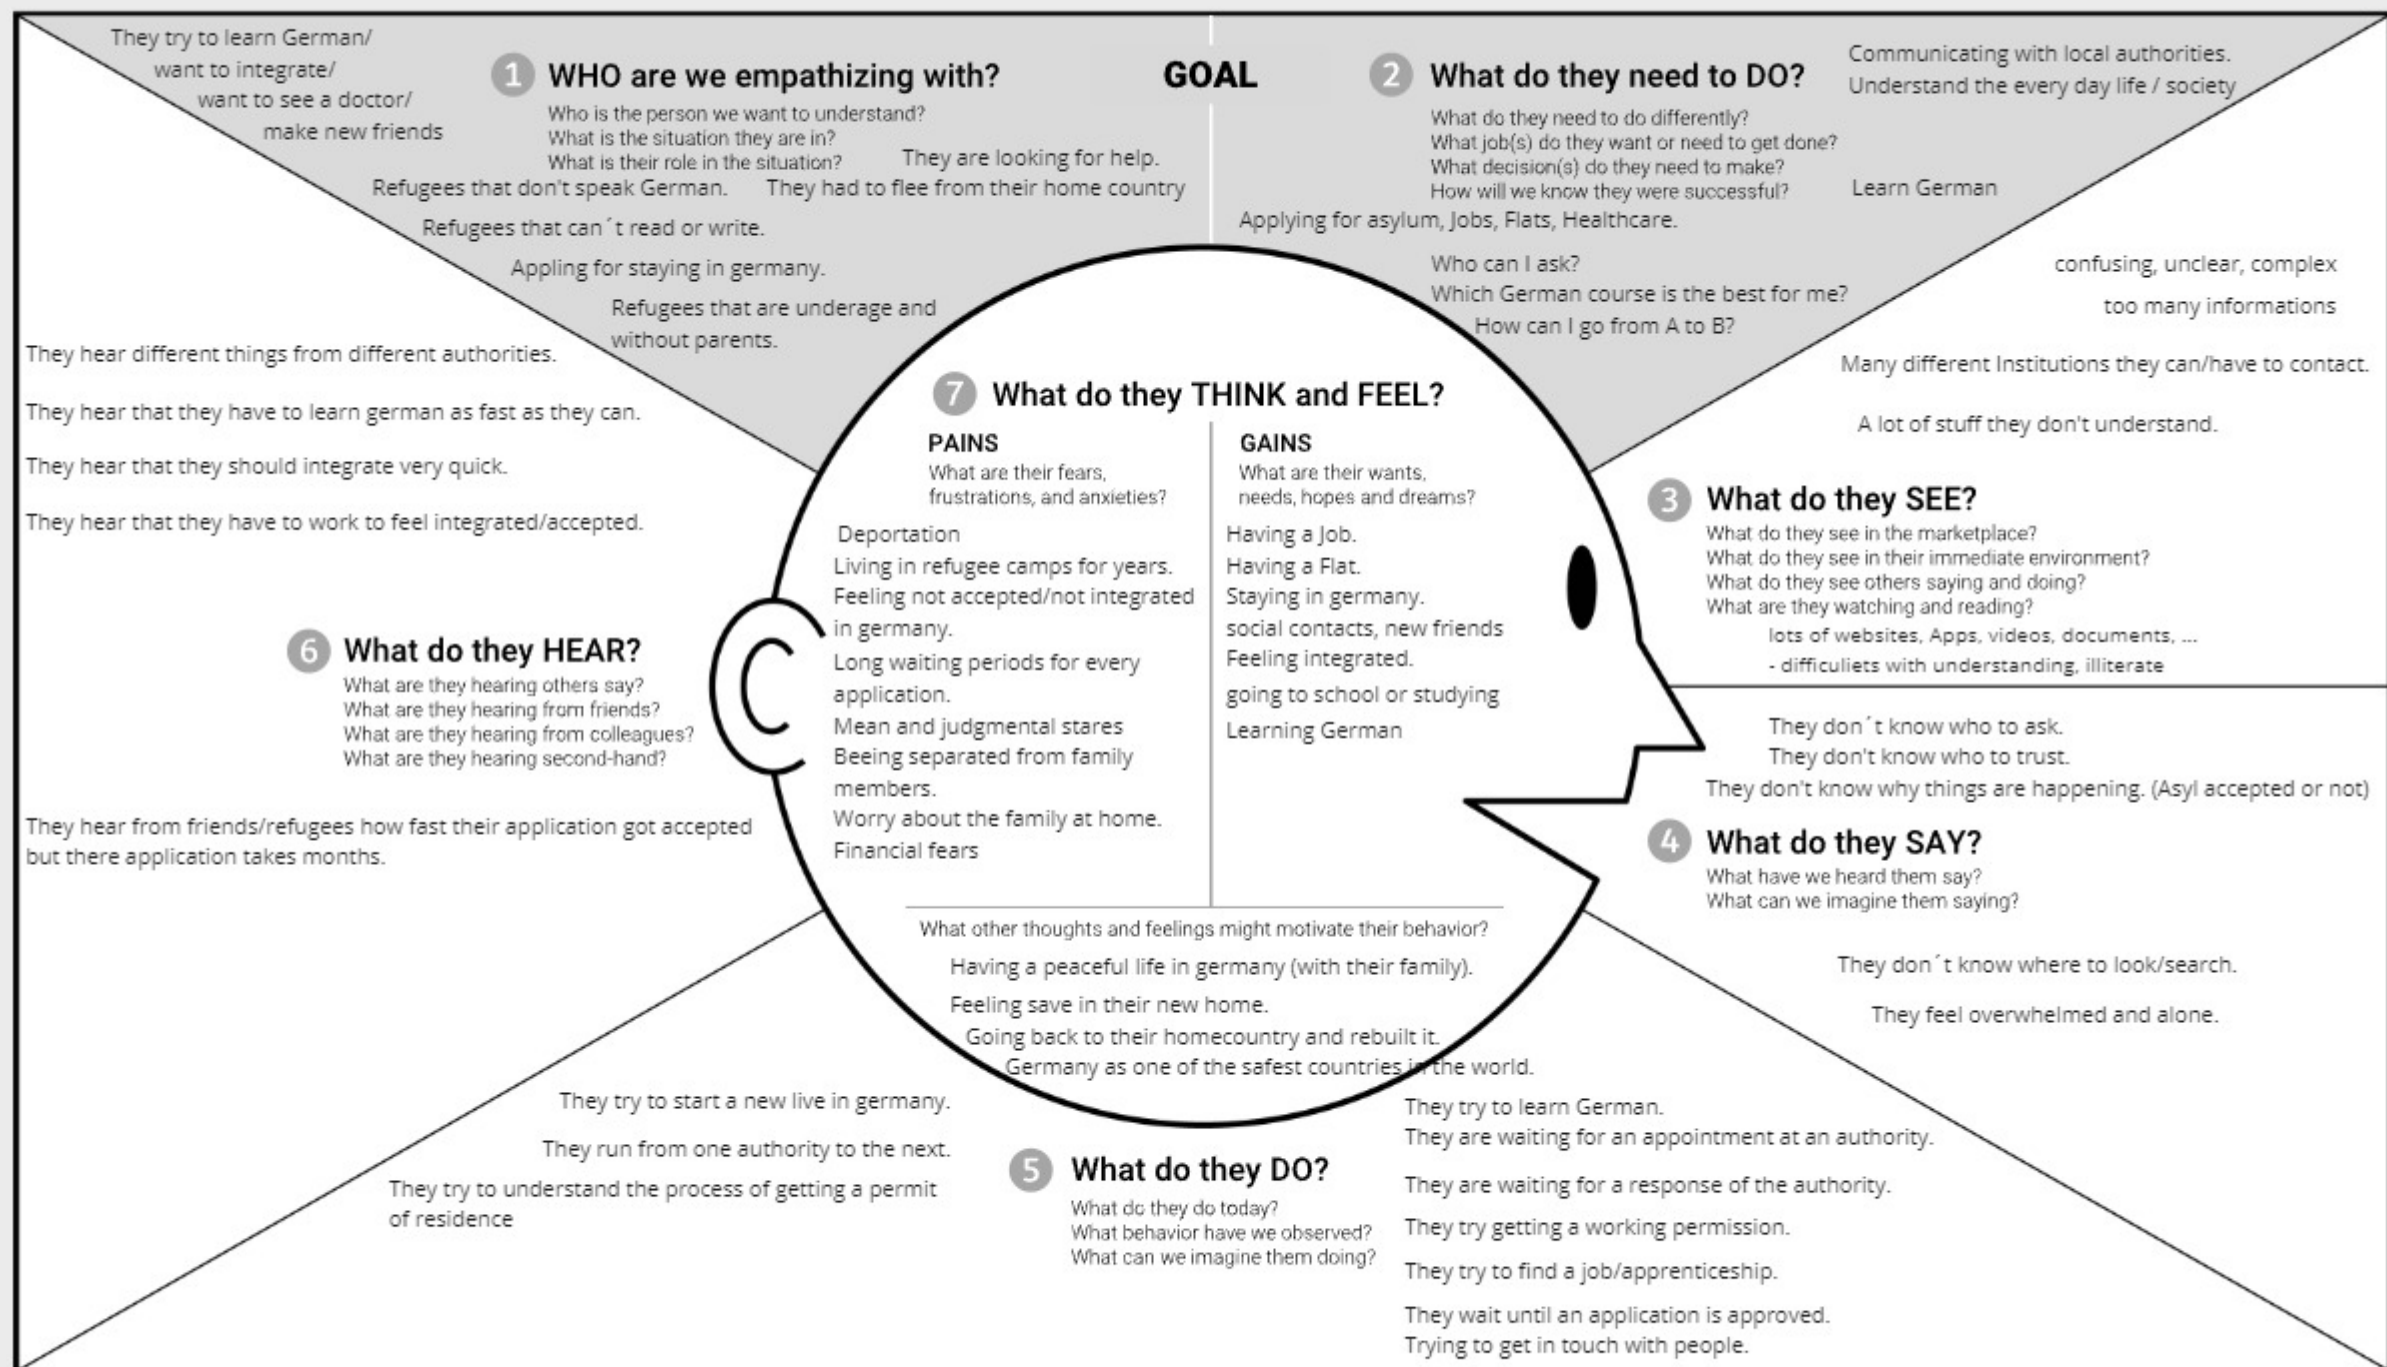 They try to learn German/
want to integrate/
want to see a doctor/
make new friends
1 WHO are we empathizing with?
Who is the person we want to understand?
What is the situation they are in?
What is their role in the situation?
They are looking for help.
Refugees that don't speak German.
They had to flee from their home country
Refugees that can´t read or write.
Appling for staying in germany.
Refugees that are underage and
without parents.
GOAL
2 What do they need to DO?
What do they need to do differently?
What job(s) do they want or need to get done?
What decision(s) do they need to make?
How will we know they were successful?
Communicating with local authorities.
Understand the every day life / society
Learn German
Applying for asylum, Jobs, Flats, Healthcare.
Who can I ask?
Which German course is the best for me?
How can I go from A to B?
confusing, unclear, complex
too many informations
Many different Institutions they can/have to contact.
A lot of stuff they don't understand.
3 What do they SEE?
What do they see in the marketplace?
What do they see in their immediate environment?
What do they see others saying and doing?
What are they watching and reading?
lots of websites, Apps, videos, documents, ...
- difficuliets with understanding, illiterate
They don´t know who to ask.
They don't know who to trust.
They don't know why things are happening. (Asyl accepted or not)
4 What do they SAY?
What have we heard them say?
What can we imagine them saying?
They don´t know where to look/search.
They feel overwhelmed and alone.
They try to start a new live in germany.
They run from one authority to the next.
They try to understand the process of getting a permit
of residence
5 What do they DO?
What do they do today?
What behavior have we observed?
What can we imagine them doing?
They try to learn German.
They are waiting for an appointment at an authority.
They are waiting for a response of the authority.
They try getting a working permission.
They try to find a job/apprenticeship.
They wait until an application is approved.
Trying to get in touch with people.
They hear different things from different authorities.
They hear that they have to learn german as fast as they can.
They hear that they should integrate very quick.
They hear that they have to work to feel integrated/accepted.
6 What do they HEAR?
What are they hearing others say?
What are they hearing from friends?
What are they hearing from colleagues?
What are they hearing second-hand?
They hear from friends/refugees how fast their application got accepted
but there application takes months.
7 What do they THINK and FEEL?
PAINS
What are their fears,
frustrations, and anxieties?
Deportation
Living in refugee camps for years.
Feeling not accepted/not integrated
in germany.
Long waiting periods for every
application.
Mean and judgmental stares
Beeing separated from family
members.
Worry about the family at home.
Financial fears
GAINS
What are their wants,
needs, hopes and dreams?
Having a Job.
Having a Flat.
Staying in germany.
social contacts, new friends
Feeling integrated.
going to school or studying
Learning German
What other thoughts and feelings might motivate their behavior?
Having a peaceful life in germany (with their family).
Feeling save in their new home.
Going back to their homecountry and rebuilt it.
Germany as one of the safest countries in the world.